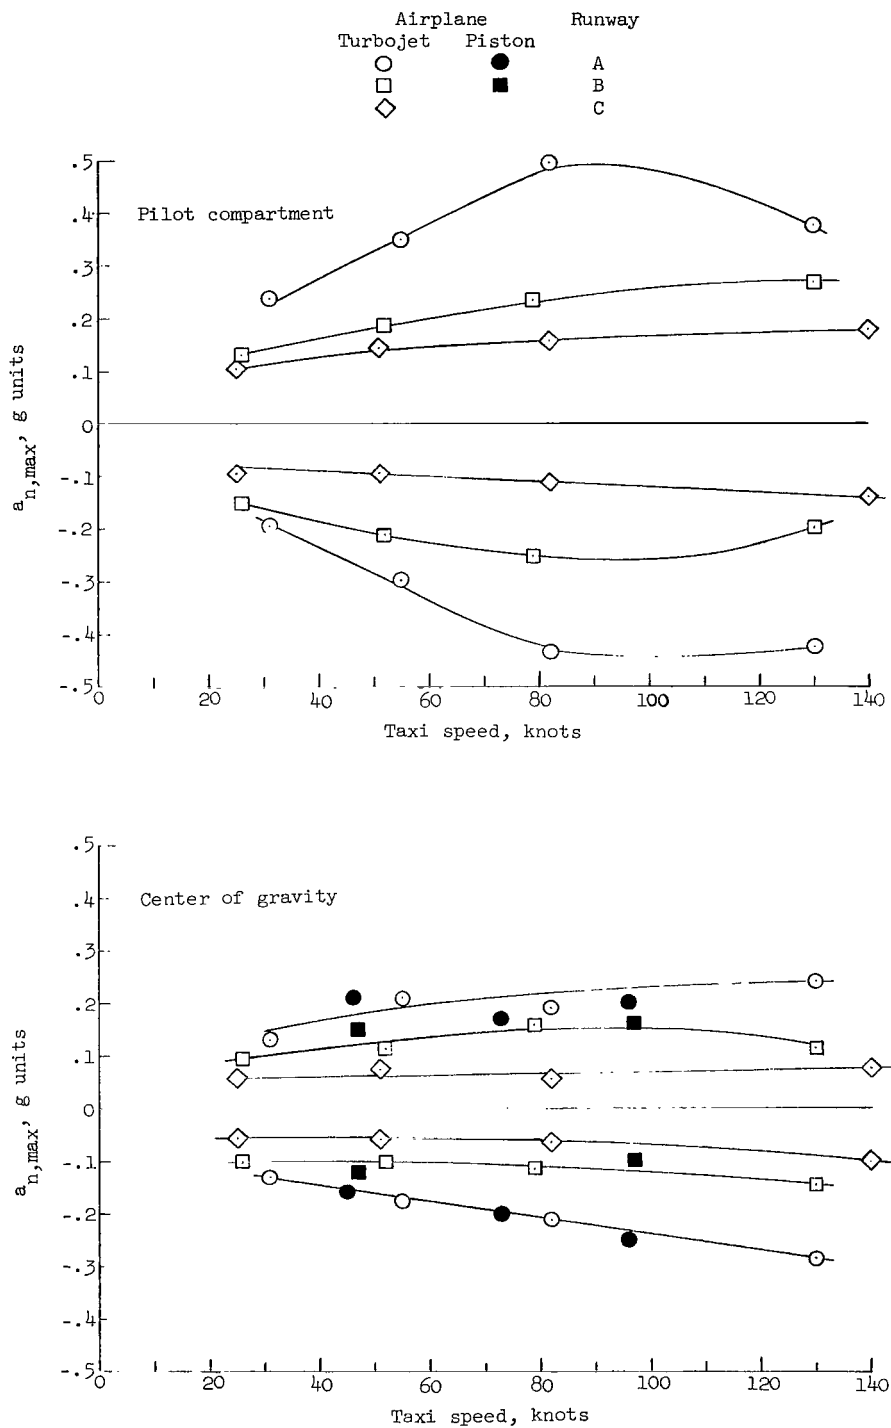 Airplane Runway
Turbojet Piston
A
B
C
.5
.4
.3
.2
.1
0
-.1
-.2
-.3
-.4
-.5
a_n,max, g units
Pilot compartment
20 40 60 80 100 120 140
Taxi speed, knots
.5
.4
.3
.2
.1
0
-.1
-.2
-.3
-.4
-.5
a_n,max, g units
Center of gravity
20 40 60 80 100 120 140
Taxi speed, knots